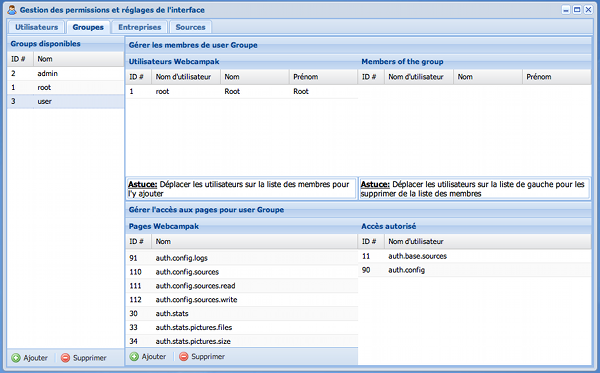 Gestion des permissions et réglages de l'interface
Utilisateurs Groupes Entreprises Sources
Groups disponibles
ID # Nom
2 admin
1 root
3 user
Ajouter Supprimer
Gérer les membres de user Groupe
Utilisateurs Webcampak
ID # Nom d'utilisateur Nom Prénom
1 root Root Root
Astuce: Déplacer les utilisateurs sur la liste des membres pour
l'y ajouter
Members of the group
ID # Nom d'utilisateur Nom Prénom
Astuce: Déplacer les utilisateurs sur la liste de gauche pour les
supprimer de la liste des membres
Gérer l'accès aux pages pour user Groupe
Pages Webcampak
ID # Nom
91 auth.config.logs
110 auth.config.sources
111 auth.config.sources.read
112 auth.config.sources.write
30 auth.stats
33 auth.stats.pictures.files
34 auth.stats.pictures.size
Ajouter Supprimer
Accès autorisé
ID # Nom d'utilisateur
11 auth.base.sources
90 auth.config